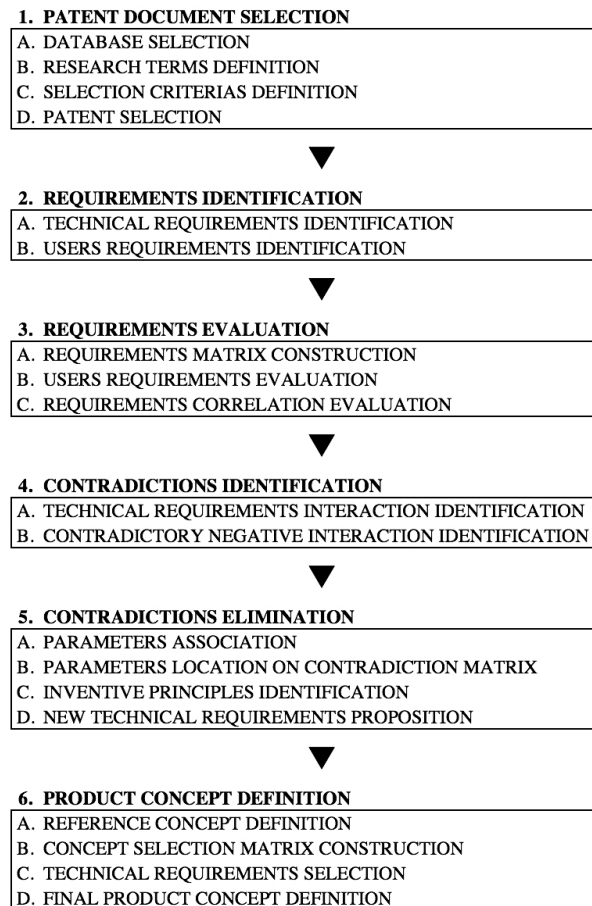 1. PATENT DOCUMENT SELECTION
A. DATABASE SELECTION
B. RESEARCH TERMS DEFINITION
C. SELECTION CRITERIAS DEFINITION
D. PATENT SELECTION
2. REQUIREMENTS IDENTIFICATION
A. TECHNICAL REQUIREMENTS IDENTIFICATION
B. USERS REQUIREMENTS IDENTIFICATION
3. REQUIREMENTS EVALUATION
A. REQUIREMENTS MATRIX CONSTRUCTION
B. USERS REQUIREMENTS EVALUATION
C. REQUIREMENTS CORRELATION EVALUATION
4. CONTRADICTIONS IDENTIFICATION
A. TECHNICAL REQUIREMENTS INTERACTION IDENTIFICATION
B. CONTRADICTORY NEGATIVE INTERACTION IDENTIFICATION
5. CONTRADICTIONS ELIMINATION
A. PARAMETERS ASSOCIATION
B. PARAMETERS LOCATION ON CONTRADICTION MATRIX
C. INVENTIVE PRINCIPLES IDENTIFICATION
D. NEW TECHNICAL REQUIREMENTS PROPOSITION
6. PRODUCT CONCEPT DEFINITION
A. REFERENCE CONCEPT DEFINITION
B. CONCEPT SELECTION MATRIX CONSTRUCTION
C. TECHNICAL REQUIREMENTS SELECTION
D. FINAL PRODUCT CONCEPT DEFINITION